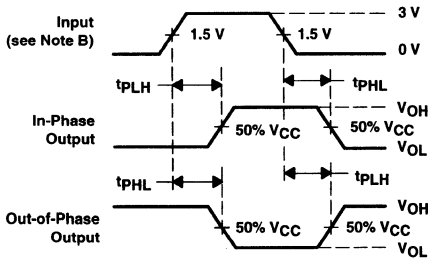 Input
(see Note B)
1.5 V
1.5 V
3 V
0 V
tPLH
tPHL
In-Phase
Output
50% VCC
50% VCC
VOH
VOL
tPHL
tPLH
Out-of-Phase
Output
50% VCC
50% VCC
VOH
VOL